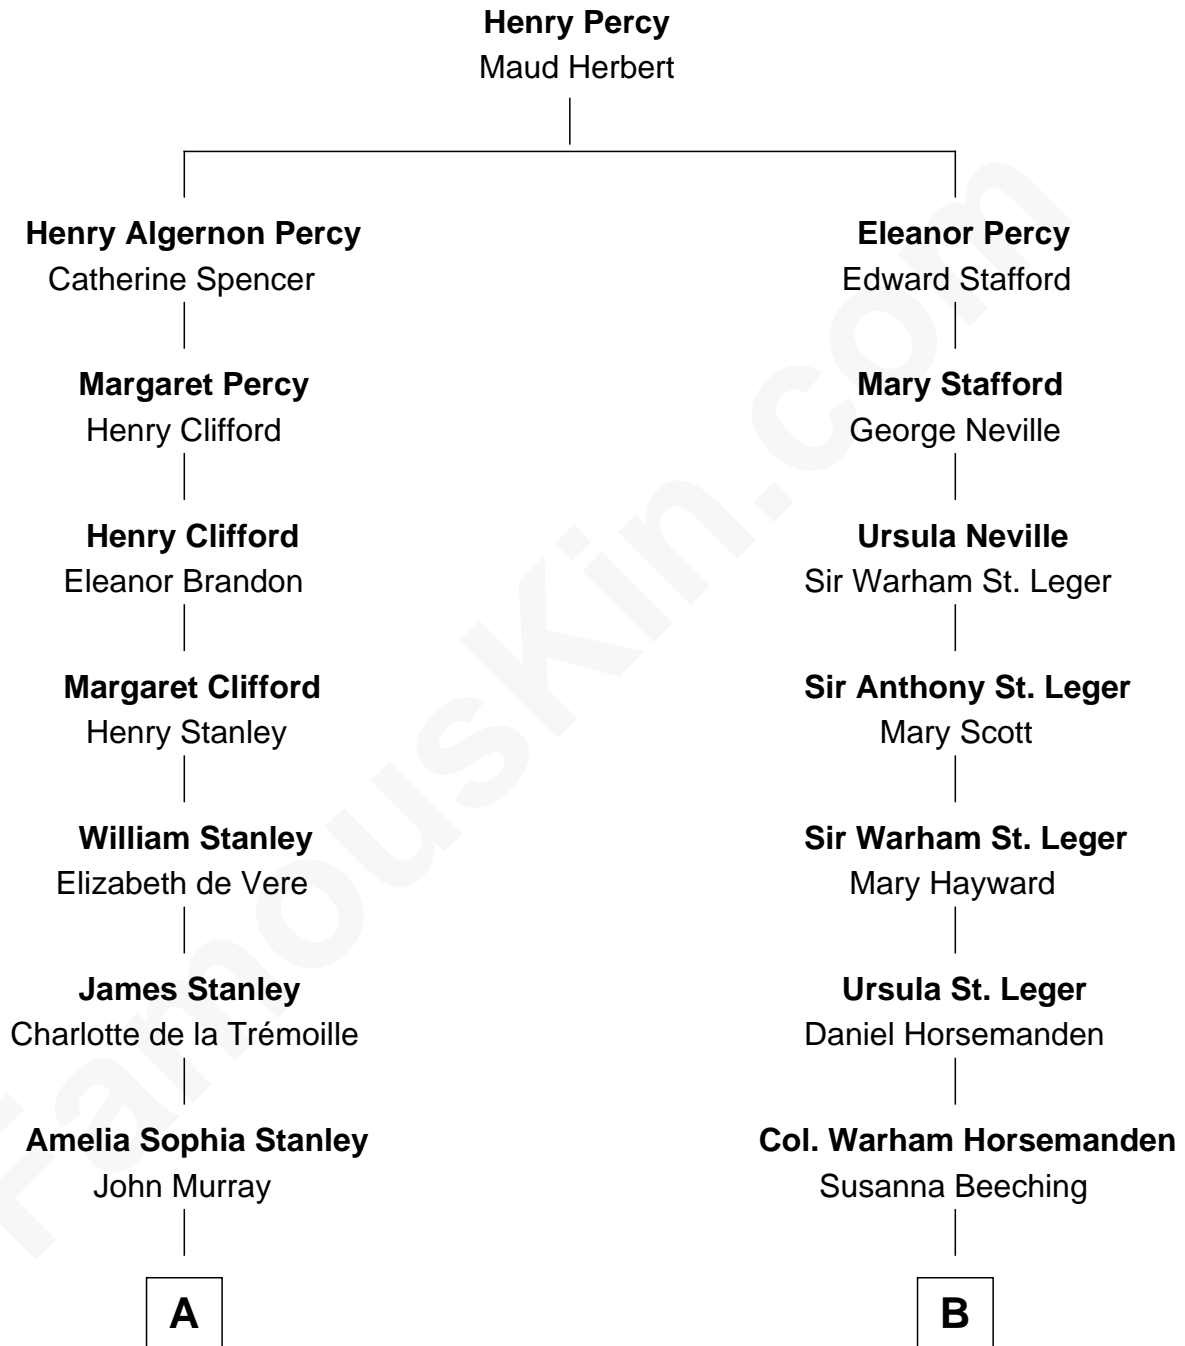 Henry Percy
Maud Herbert
Henry Algernon Percy
Catherine Spencer
Eleanor Percy
Edward Stafford
Margaret Percy
Henry Clifford
Mary Stafford
George Neville
Henry Clifford
Eleanor Brandon
Ursula Neville
Sir Warham St. Leger
Margaret Clifford
Henry Stanley
Sir Anthony St. Leger
Mary Scott
William Stanley
Elizabeth de Vere
Sir Warham St. Leger
Mary Hayward
James Stanley
Charlotte de la Trémoille
Ursula St. Leger
Daniel Horsemanden
Amelia Sophia Stanley
John Murray
Col. Warham Horsemanden
Susanna Beeching
A
B
FamousKin.com